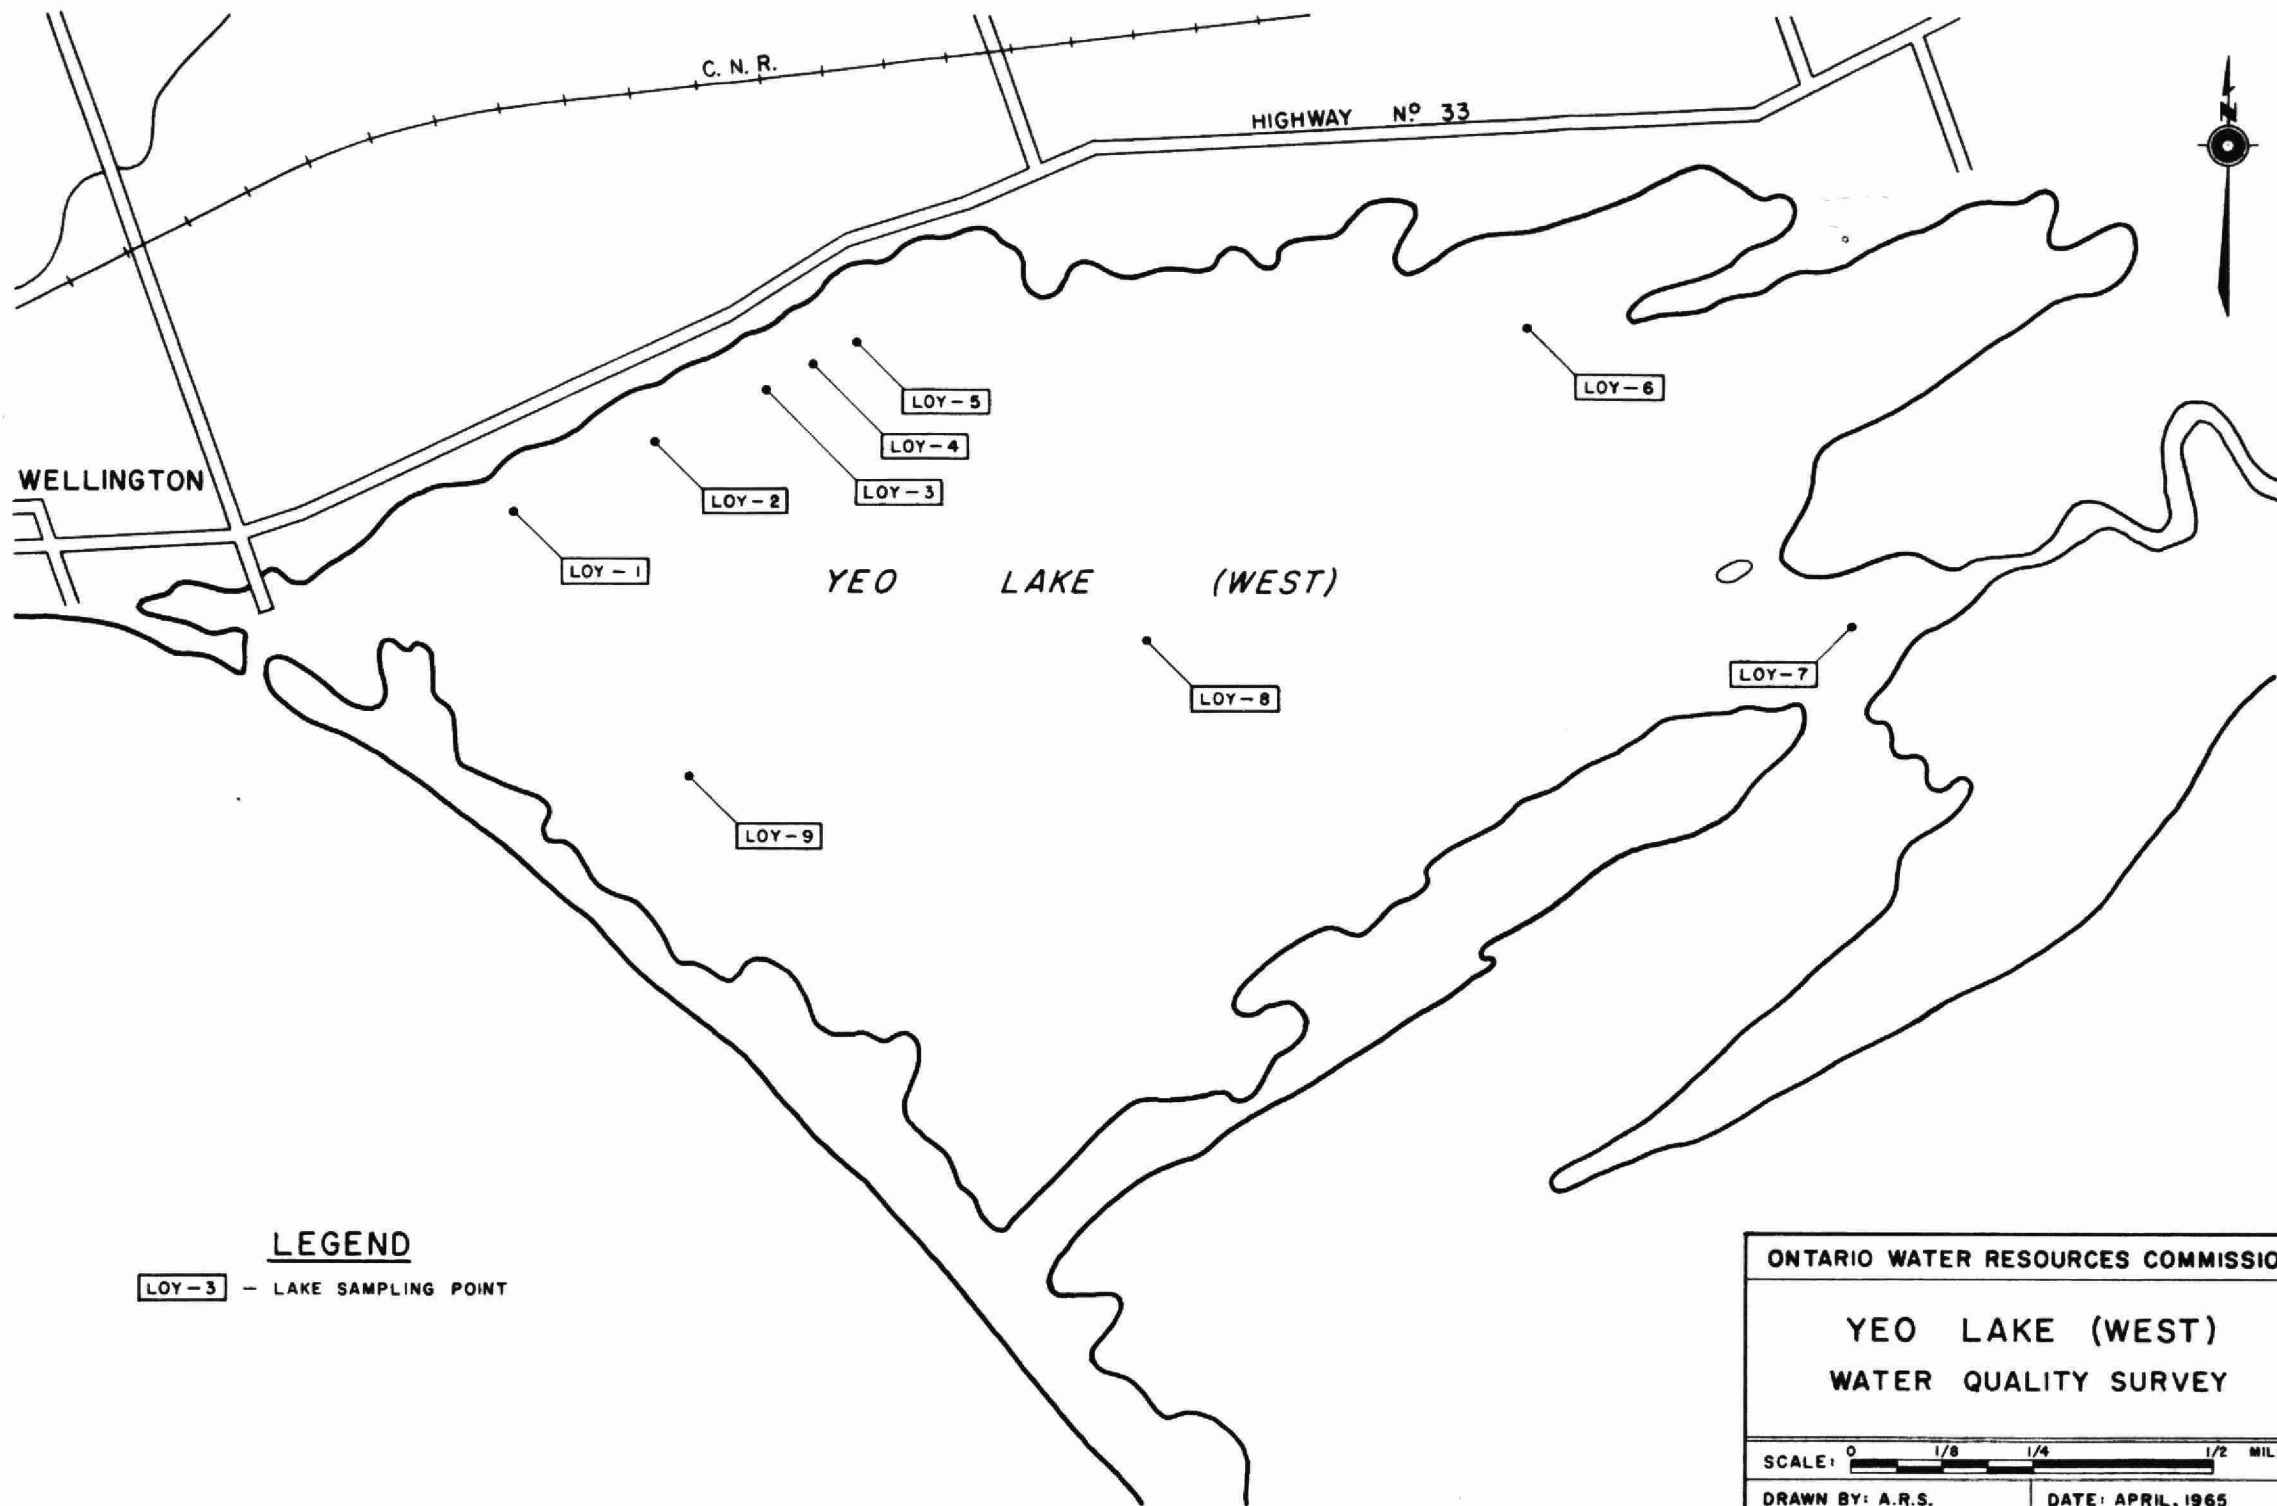 C. N. R.
HIGHWAY Nº 33
N
WELLINGTON
LOY-6
LOY-5
LOY-4
LOY-3
LOY-2
LOY-1
YEO LAKE (WEST)
LOY-8
LOY-7
LOY-9
LEGEND
LOY-3 - LAKE SAMPLING POINT
ONTARIO WATER RESOURCES COMMISSIO
YEO LAKE (WEST)
WATER QUALITY SURVEY
SCALE: 0 1/8 1/4 1/2 MIL
DRAWN BY: A.R.S. DATE: APRIL, 1965